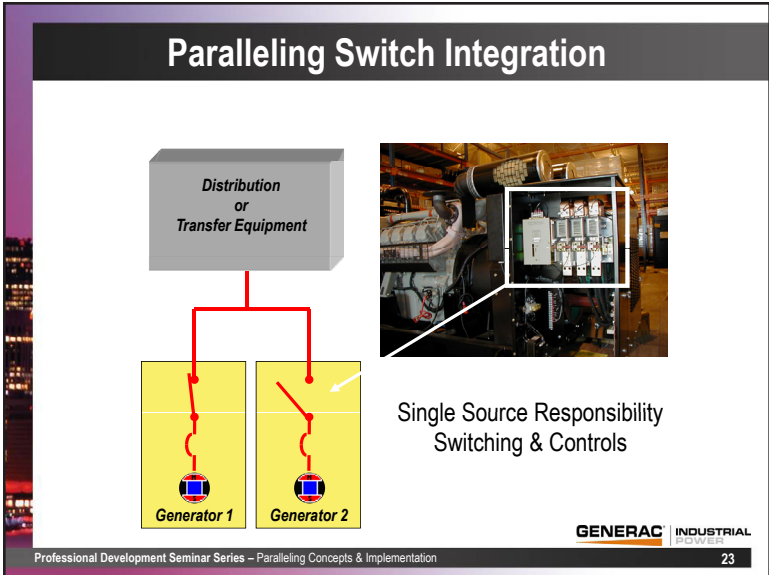 Paralleling Switch Integration
Distribution
or
Transfer Equipment
Single Source Responsibility
Switching & Controls
Generator 1
Generator 2
GENERAC INDUSTRIAL
POWER
Professional Development Seminar Series – Paralleling Concepts & Implementation
23